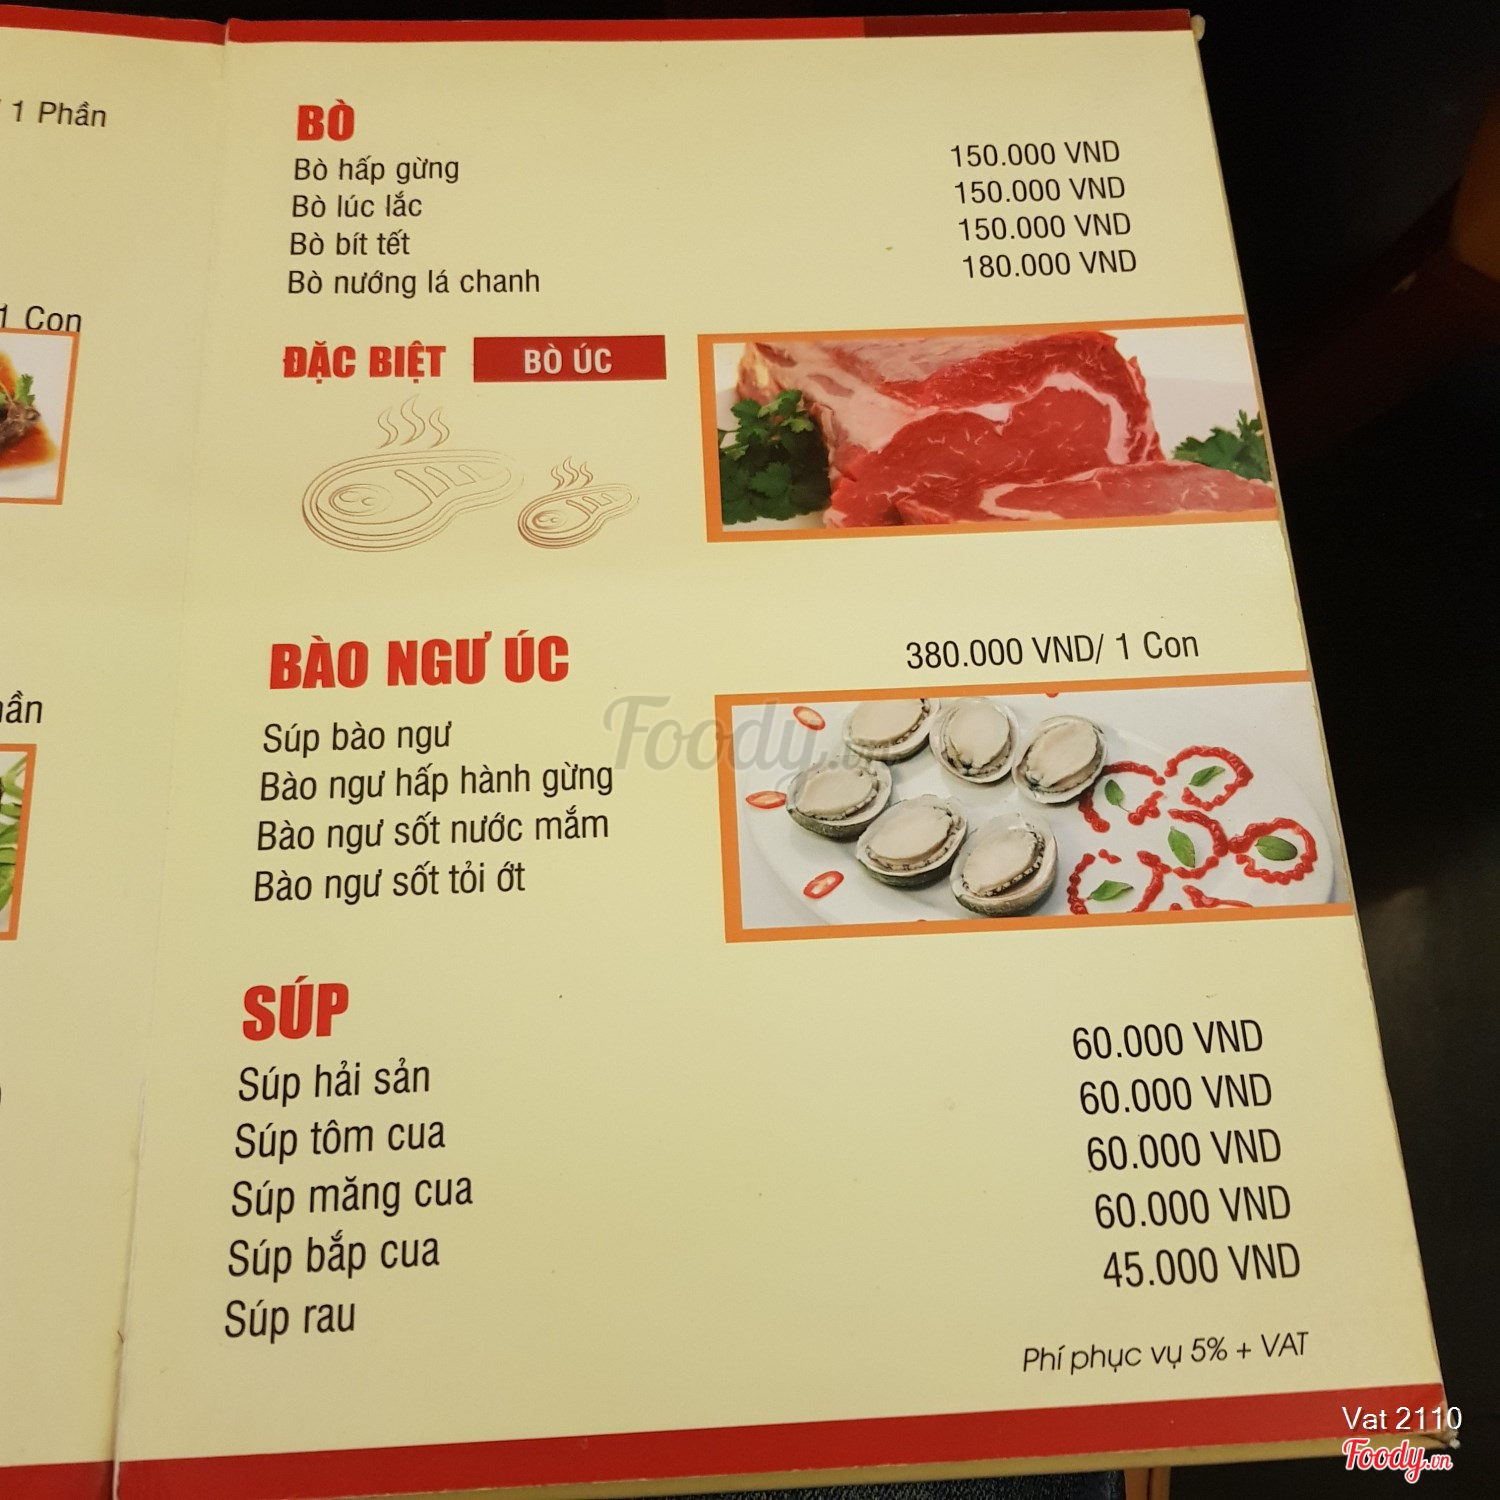 1 Phần
1 Con
BÒ
Bò hấp gừng 150.000 VND
Bò lúc lắc 150.000 VND
Bò bít tết 150.000 VND
Bò nướng lá chanh 180.000 VND
ĐẶC BIỆT BÒ ÚC
BÀO NGƯ ÚC 380.000 VND/ 1 Con
Súp bào ngư
Bào ngư hấp hành gừng
Bào ngư sốt nước mắm
Bào ngư sốt tỏi ớt
Foody.vn
SÚP
Súp hải sản 60.000 VND
Súp tôm cua 60.000 VND
Súp măng cua 60.000 VND
Súp bắp cua 60.000 VND
Súp rau 45.000 VND
Phí phục vụ 5% + VAT
Vat 2110
Foody.vn